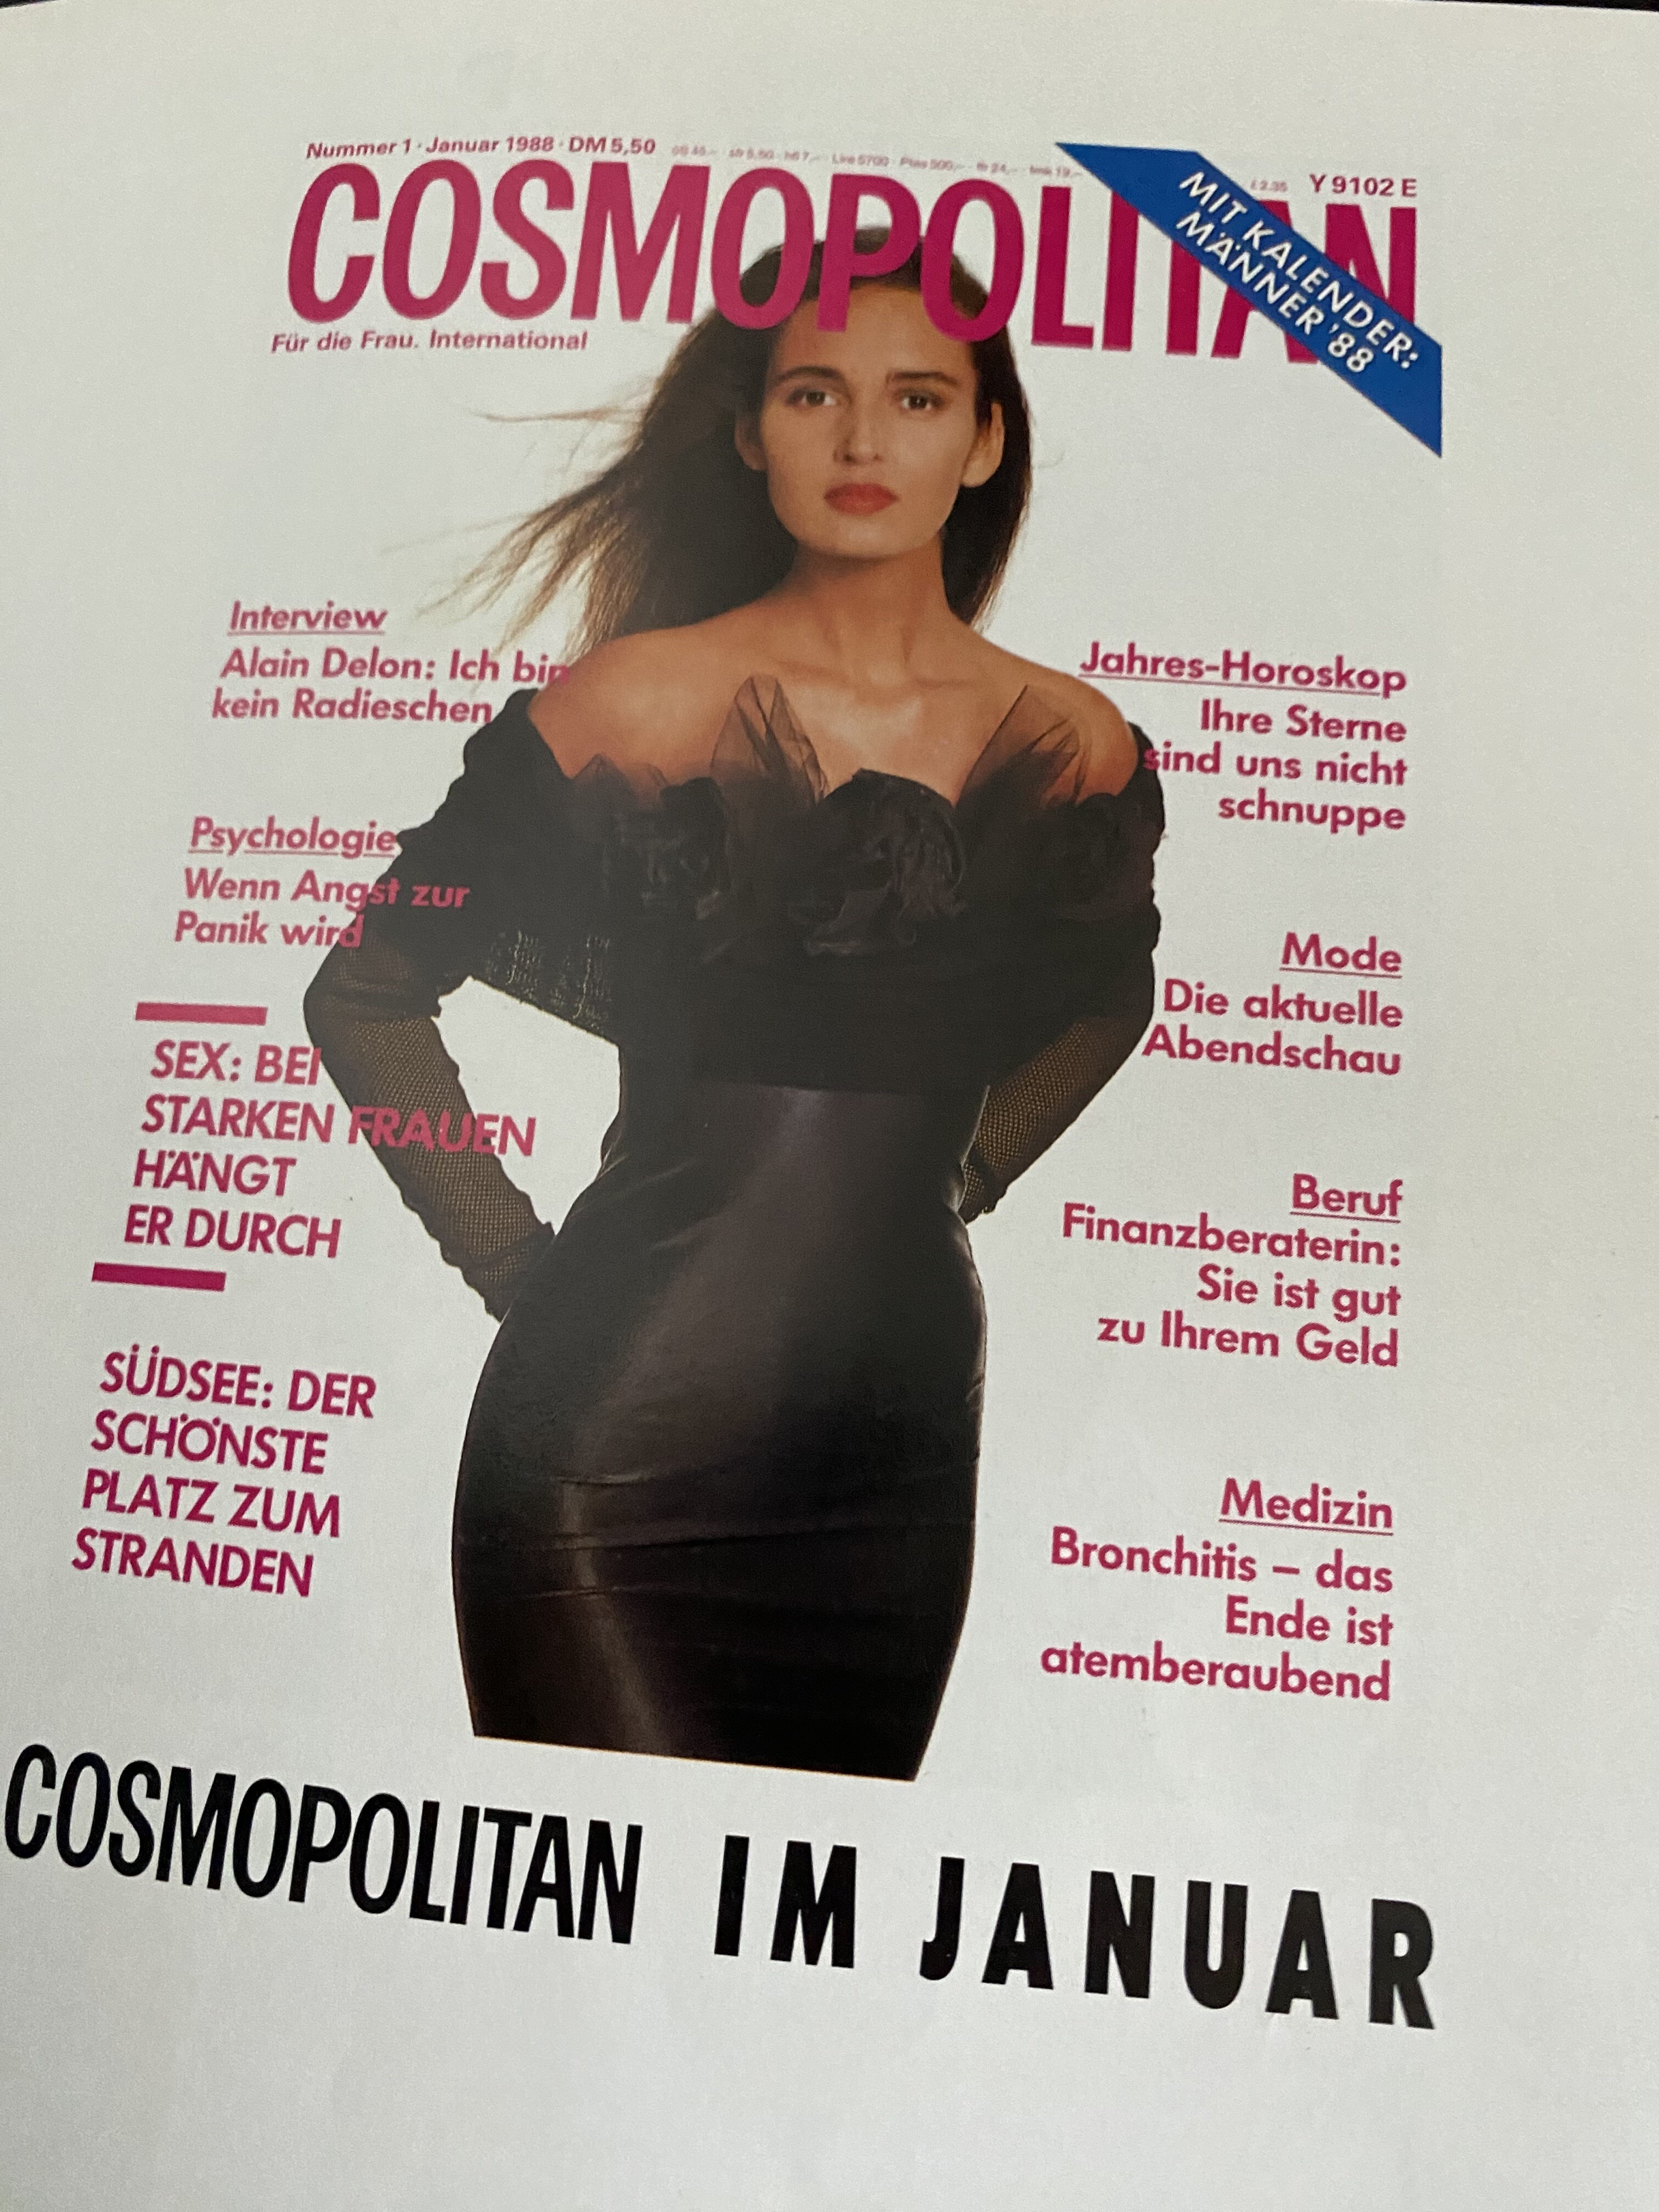 Nummer 1 · Januar 1988 · DM 5,50
Y 9102 E
COSMOPOLITAN
MIT KALENDER:
MÄNNER '88
Für die Frau. International
Interview
Alain Delon: Ich bin
kein Radieschen
Psychologie
Wenn Angst zur
Panik wird
SEX: BEI
STARKEN FRAUEN
HÄNGT
ER DURCH
SÜDSEE: DER
SCHÖNSTE
PLATZ ZUM
STRANDEN
Jahres-Horoskop
Ihre Sterne
sind uns nicht
schnuppe
Mode
Die aktuelle
Abendschau
Beruf
Finanzberaterin:
Sie ist gut
zu Ihrem Geld
Medizin
Bronchitis – das
Ende ist
atemberaubend
COSMOPOLITAN IM JANUAR